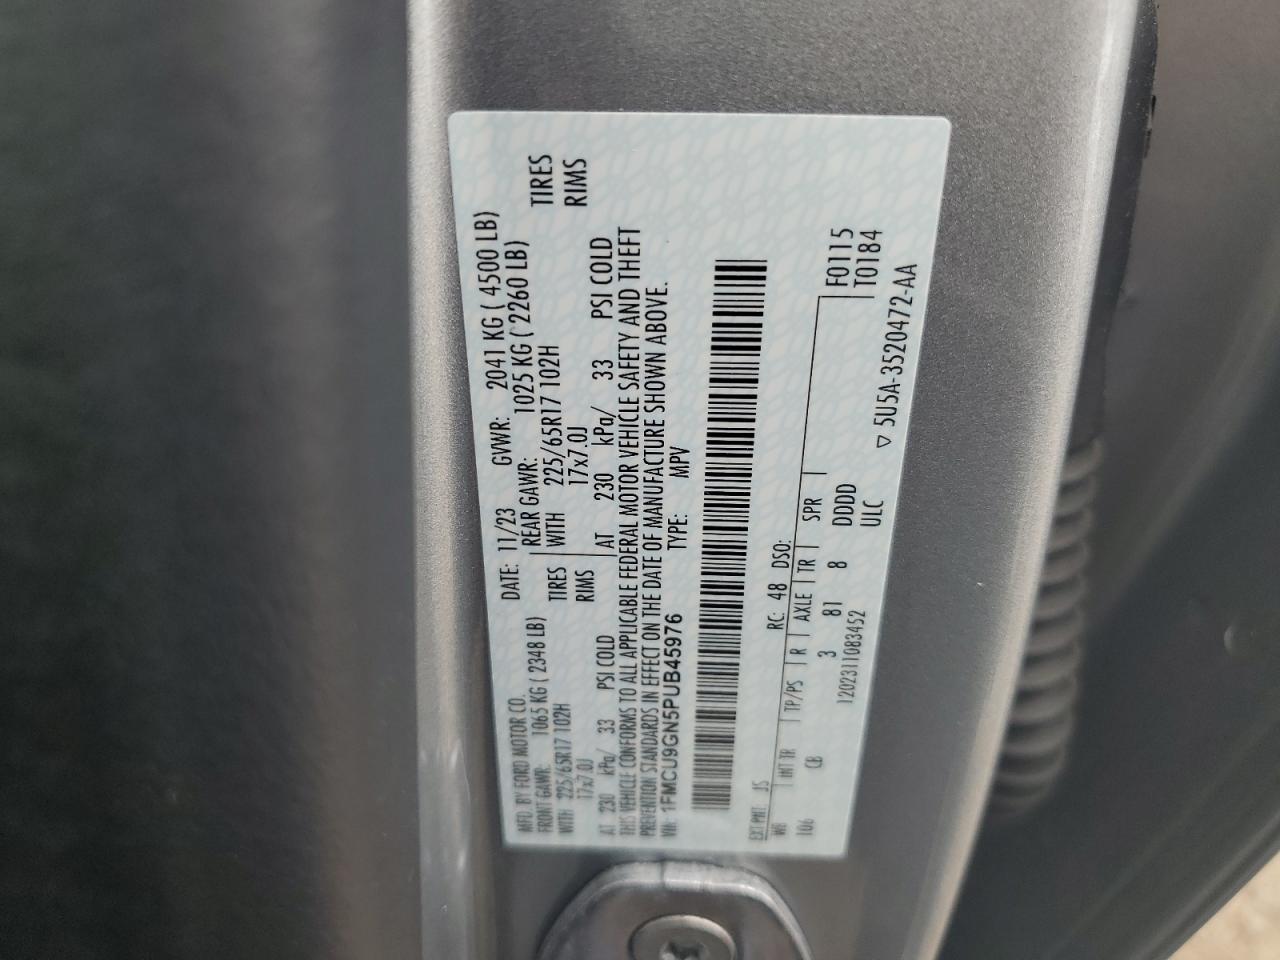 MFD. BY FORD MOTOR CO. DATE: 11/23 GVWR: 2041 KG ( 4500 LB)
FRONT GAWR: 1065 KG ( 2348 LB) REAR GAWR: 1025 KG ( 2260 LB)
WITH 225/65R17 102H TIRES WITH 225/65R17 102H TIRES
17x7.0J RIMS 17x7.0J RIMS
AT 230 kPa/ 33 PSI COLD AT 230 kPa/ 33 PSI COLD
THIS VEHICLE CONFORMS TO ALL APPLICABLE FEDERAL MOTOR VEHICLE SAFETY AND THEFT
PREVENTION STANDARDS IN EFFECT ON THE DATE OF MANUFACTURE SHOWN ABOVE.
VIN: 1FMCU9GN5PUB45976 TYPE: MPV
EXT PNT: JS RC: 48 DSO:
WB INT TR TP/PS R AXLE TR SPR
106 CB 3 81 8 DDDD
F0115
T0184
1202311083452 ULC
▽ 5U5A-3520472-AA